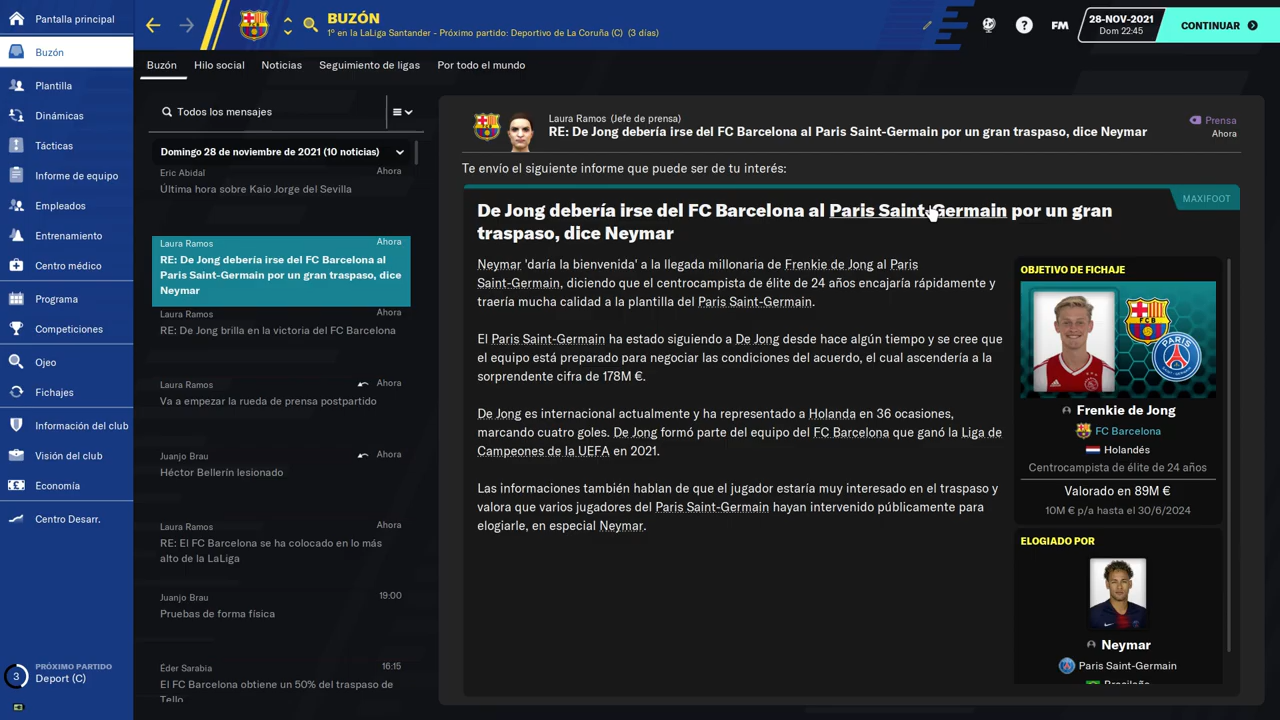 Pantalla principal
Buzón
Plantilla
Dinámicas
Tácticas
Informe de equipo
Empleados
Entrenamiento
Centro médico
Programa
Competiciones
Ojeo
Fichajes
Información del club
Visión del club
Economía
Centro Desarr.
3
PRÓXIMO PARTIDO
Deport (C)
BUZÓN
1º en la LaLiga Santander - Próximo partido: Deportivo de La Coruña (C) (3 días)
?
FM
28-NOV-2021
Dom 22:45
CONTINUAR
Buzón
Hilo social
Noticias
Seguimiento de ligas
Por todo el mundo
Todos los mensajes
Domingo 28 de noviembre de 2021 (10 noticias)
Eric Abidal
Ahora
Última hora sobre Kaio Jorge del Sevilla
Laura Ramos
Ahora
RE: De Jong debería irse del FC Barcelona al
Paris Saint-Germain por un gran traspaso, dice
Neymar
Laura Ramos
Ahora
RE: De Jong brilla en la victoria del FC Barcelona
Laura Ramos
Ahora
Va a empezar la rueda de prensa postpartido
Juanjo Brau
Ahora
Héctor Bellerín lesionado
Laura Ramos
Ahora
RE: El FC Barcelona se ha colocado en lo más
alto de la LaLiga
Juanjo Brau
19:00
Pruebas de forma física
Éder Sarabia
16:15
El FC Barcelona obtiene un 50% del traspaso de
Tello
Laura Ramos (Jefe de prensa)
RE: De Jong debería irse del FC Barcelona al Paris Saint-Germain por un gran traspaso, dice Neymar
Prensa
Ahora
Te envío el siguiente informe que puede ser de tu interés:
MAXIFOOT
De Jong debería irse del FC Barcelona al Paris Saint-Germain por un gran
traspaso, dice Neymar
Neymar 'daría la bienvenida' a la llegada millonaria de Frenkie de Jong al Paris
Saint-Germain, diciendo que el centrocampista de élite de 24 años encajaría rápidamente y
traería mucha calidad a la plantilla del Paris Saint-Germain.
El Paris Saint-Germain ha estado siguiendo a De Jong desde hace algún tiempo y se cree que
el equipo está preparado para negociar las condiciones del acuerdo, el cual ascendería a la
sorprendente cifra de 178M €.
De Jong es internacional actualmente y ha representado a Holanda en 36 ocasiones,
marcando cuatro goles. De Jong formó parte del equipo del FC Barcelona que ganó la Liga de
Campeones de la UEFA en 2021.
Las informaciones también hablan de que el jugador estaría muy interesado en el traspaso y
valora que varios jugadores del Paris Saint-Germain hayan intervenido públicamente para
elogiarle, en especial Neymar.
OBJETIVO DE FICHAJE
FCB
PARIS
Frenkie de Jong
FC Barcelona
Holandés
Centrocampista de élite de 24 años
Valorado en 89M €
10M € p/a hasta el 30/6/2024
ELOGIADO POR
Neymar
Paris Saint-Germain
Brasileño